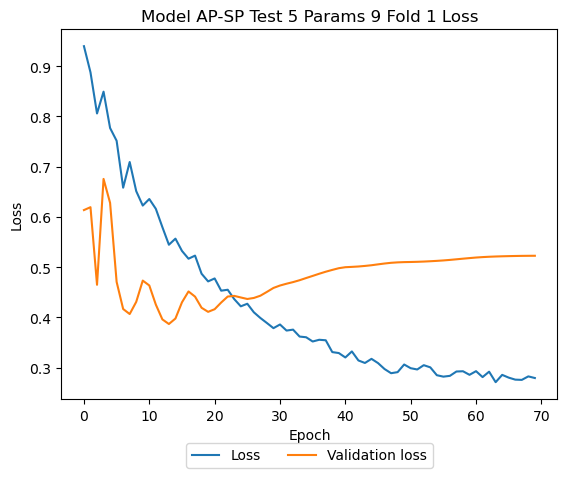 Model AP-SP Test 5 Params 9 Fold 1 Loss
0.9
0.8
0.7
0.6
0.5
0.4
0.3
Loss
0 10 20 30 40 50 60 70
Epoch
Loss Validation loss